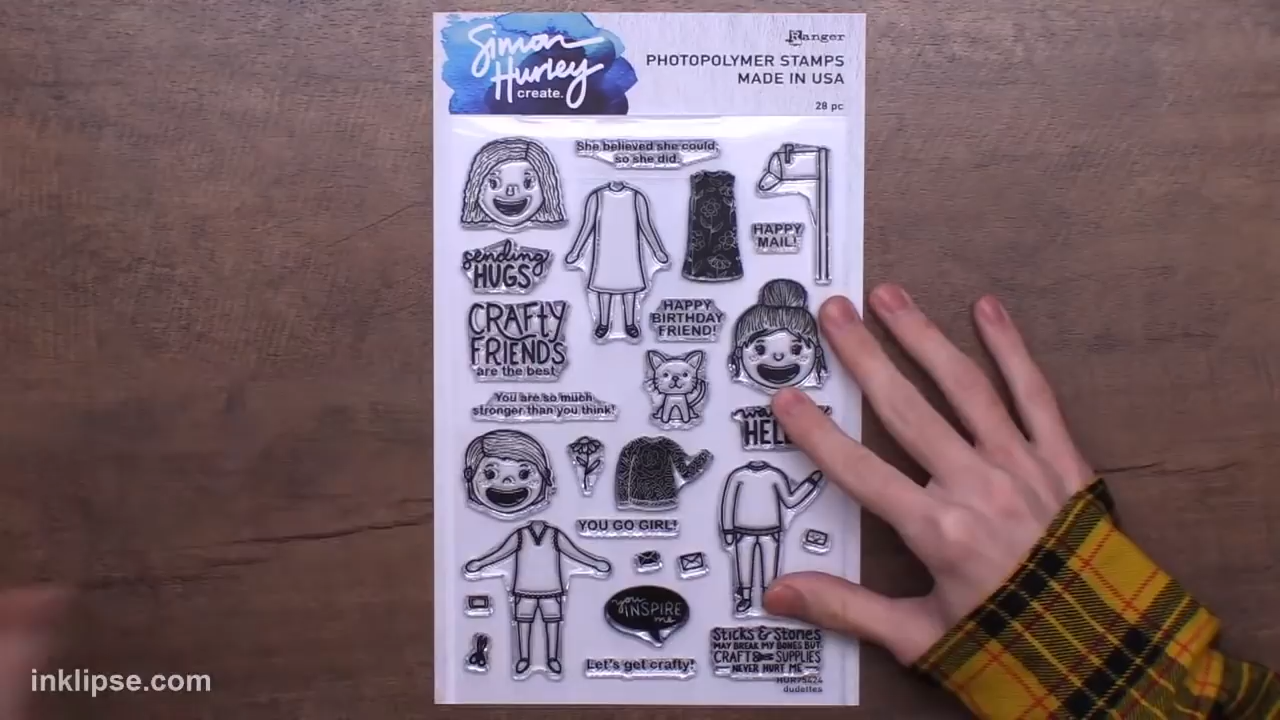 Simon
Hurley
create.
Ranger
PHOTOPOLYMER STAMPS
MADE IN USA
28 pc
She believed she could,
so she did.
HAPPY
MAIL!
sending
HUGS
CRAFTY
FRIENDS
are the best
HAPPY
BIRTHDAY
FRIEND!
You are so much
stronger than you think!
HEL
YOU GO GIRL!
you
INSPIRE
me
Let's get crafty!
Sticks & Stones
MAY BREAK MY BONES BUT
CRAFT SUPPLIES
NEVER HURT ME
HUR75424
dudettes
inklipse.com